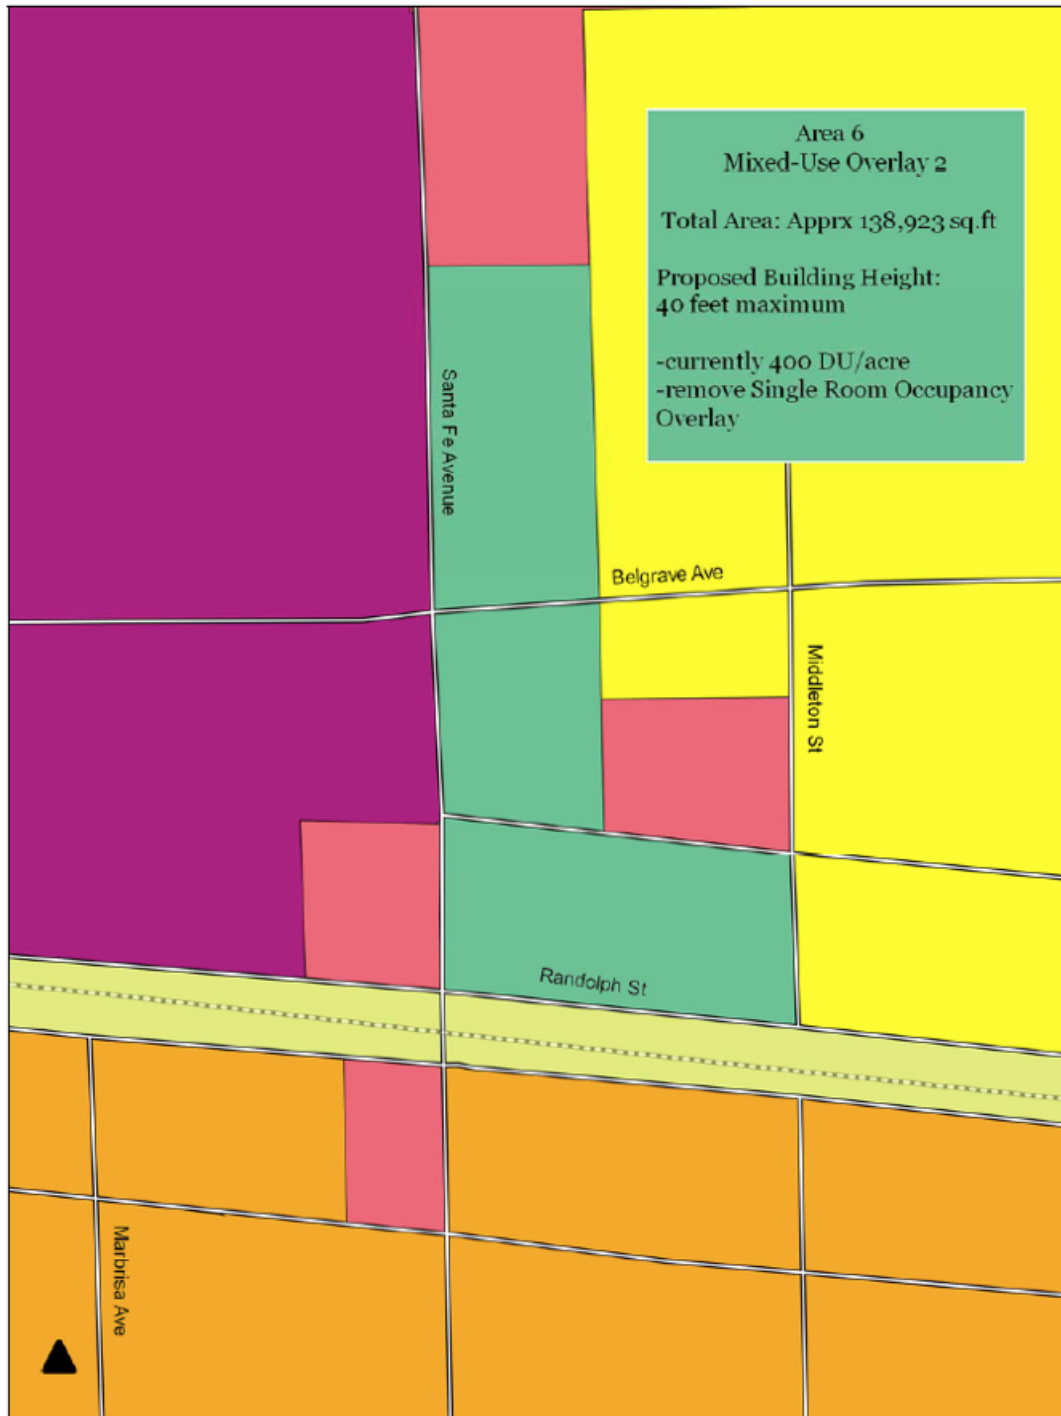 Area 6
Mixed-Use Overlay 2
Total Area: Apprx 138,923 sq.ft
Proposed Building Height:
40 feet maximum
-currently 400 DU/acre
-remove Single Room Occupancy
Overlay
Santa Fe Avenue
Belgrave Ave
Middleton St
Randolph St
Marbrisa Ave